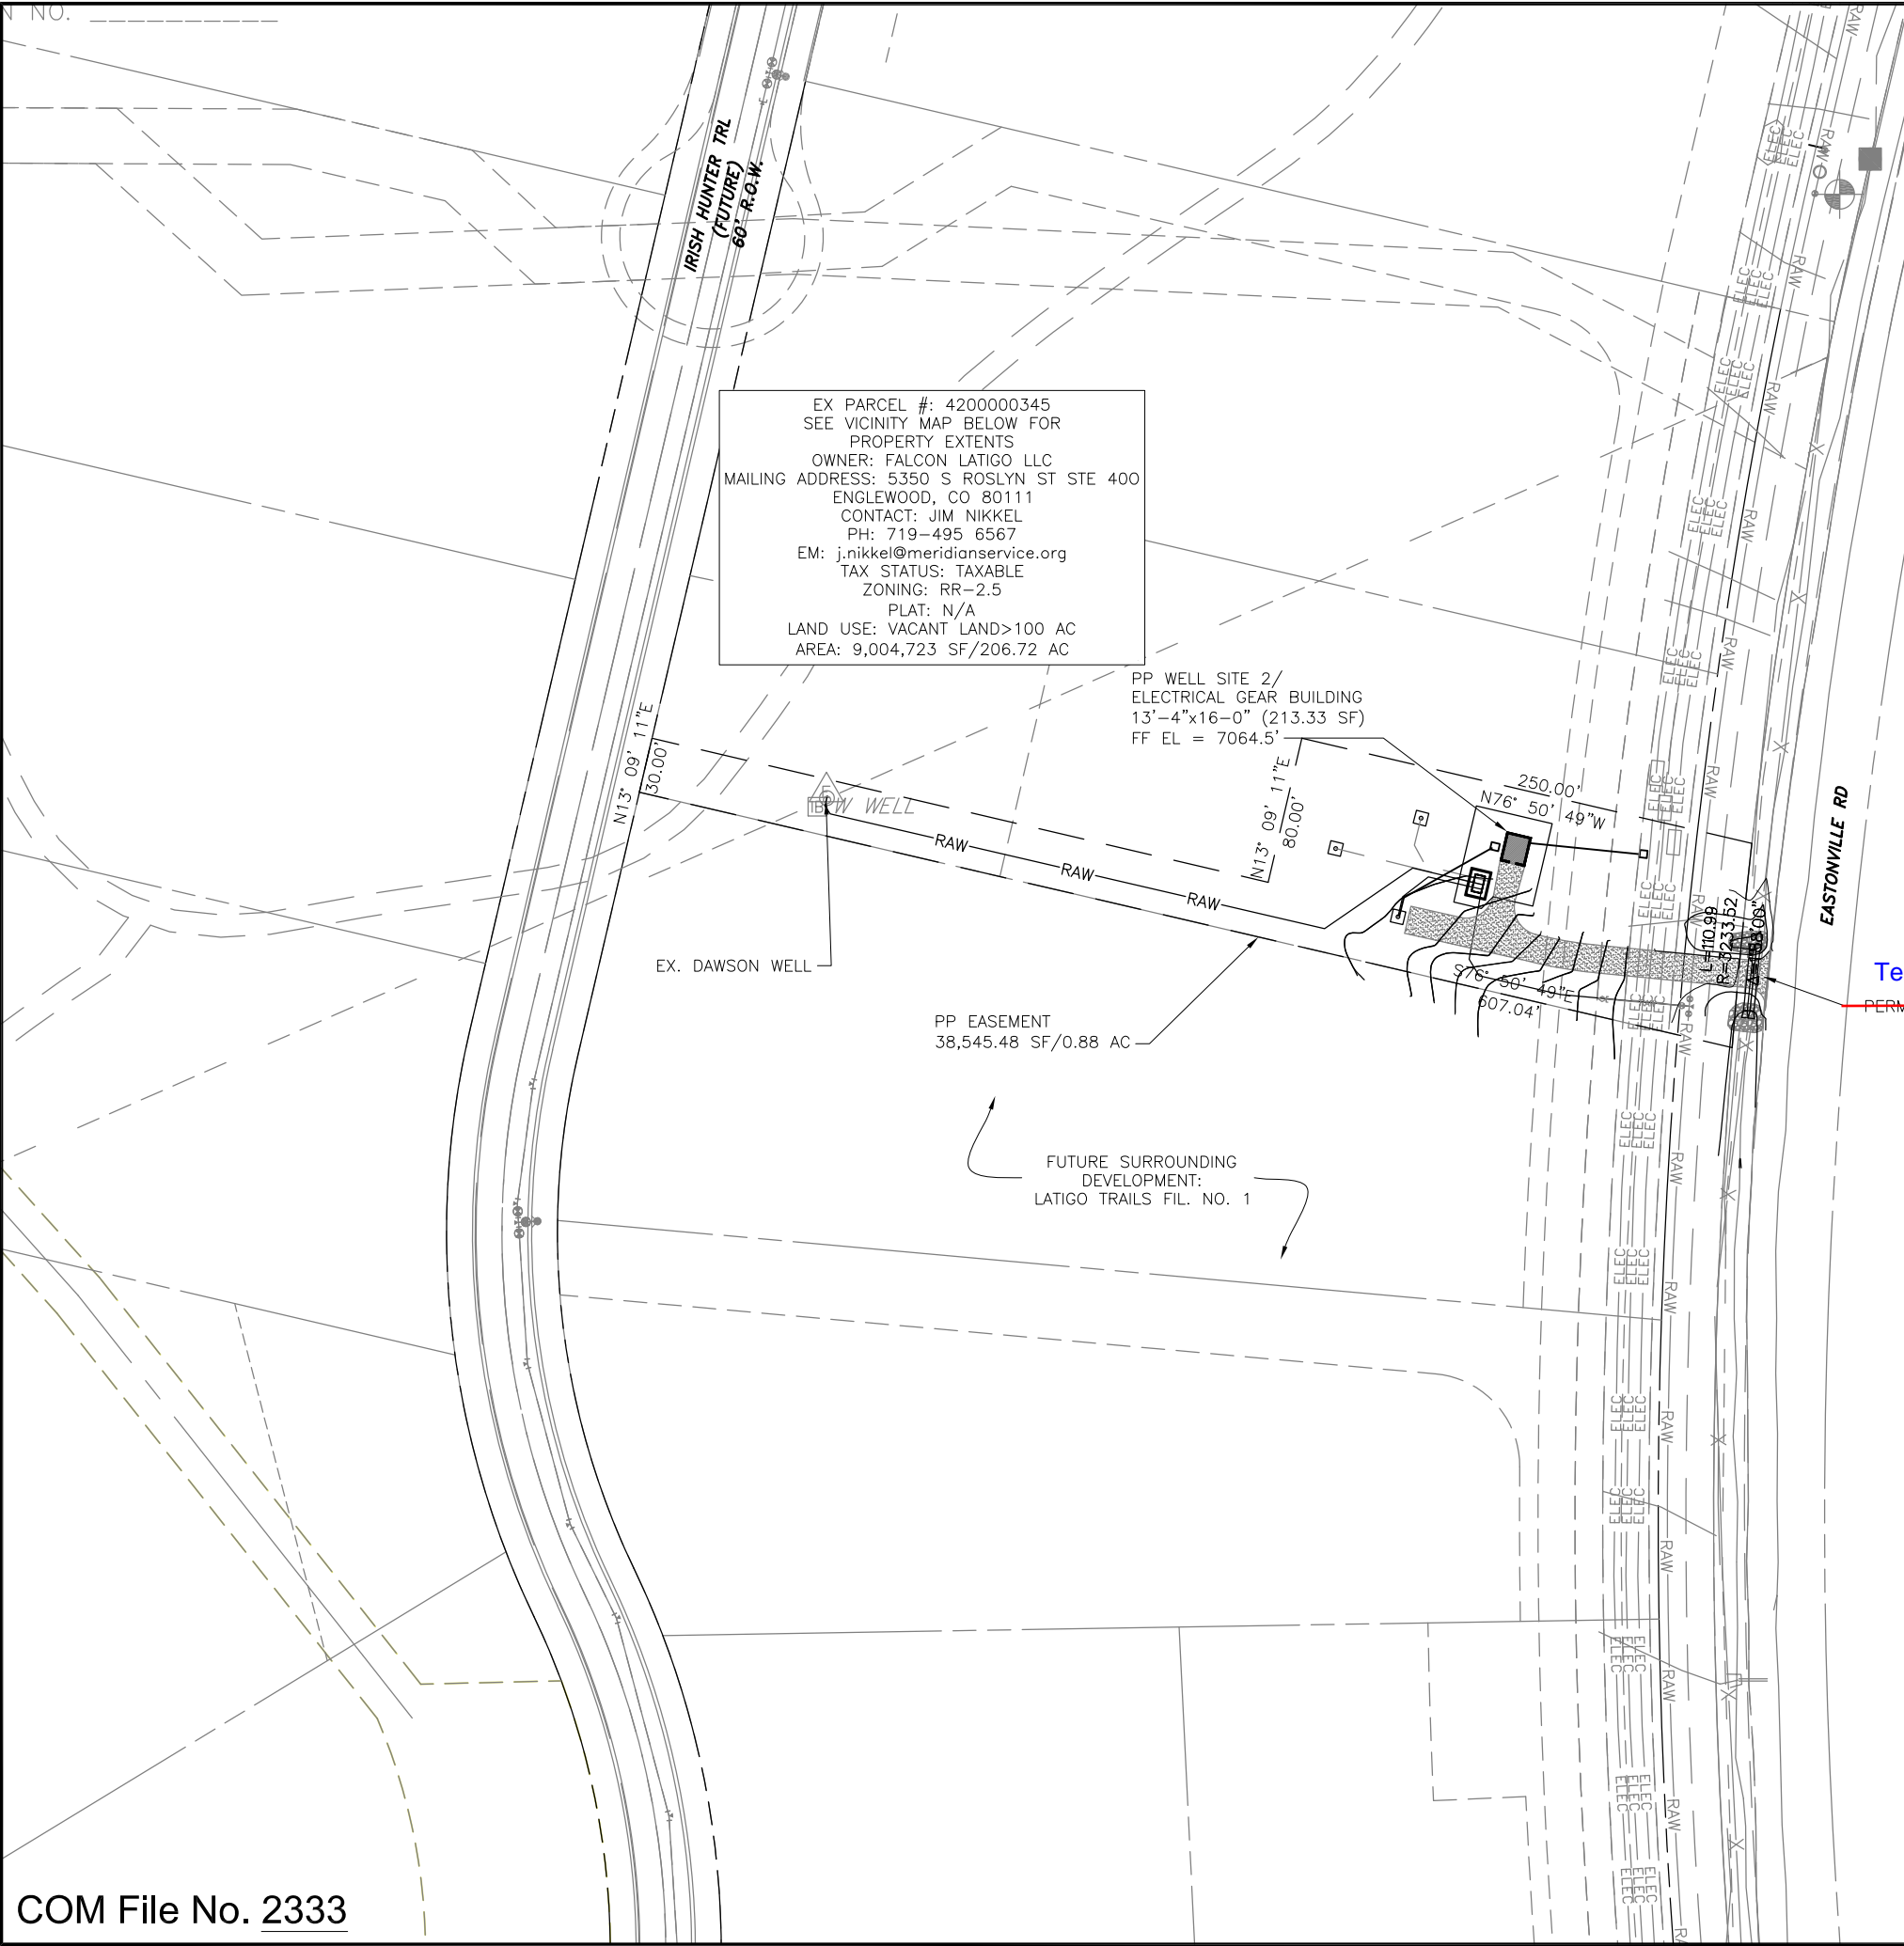 N NO. ____________
IRISH HUNTER TRL
(FUTURE)
60' R.O.W.
EX PARCEL #: 4200000345
SEE VICINITY MAP BELOW FOR
PROPERTY EXTENTS
OWNER: FALCON LATIGO LLC
MAILING ADDRESS: 5350 S ROSLYN ST STE 400
ENGLEWOOD, CO 80111
CONTACT: JIM NIKKEL
PH: 719-495 6567
EM: j.nikkel@meridianservice.org
TAX STATUS: TAXABLE
ZONING: RR-2.5
PLAT: N/A
LAND USE: VACANT LAND>100 AC
AREA: 9,004,723 SF/206.72 AC
PP WELL SITE 2/
ELECTRICAL GEAR BUILDING
13'-4"x16-0" (213.33 SF)
FF EL = 7064.5'
N13° 09' 11"E
30.00'
N13° 09' 11"E
80.00'
250.00'
N76° 50' 49"W
WELL
RAW
RAW
RAW
EASTONVILLE RD
L=110.99
R=3233.52
EX. DAWSON WELL
S76° 50' 49"E
607.04'
Te
PERM
PP EASEMENT
38,545.48 SF/0.88 AC
FUTURE SURROUNDING
DEVELOPMENT:
LATIGO TRAILS FIL. NO. 1
ELEC
ELEC
ELEC
RAW
COM File No. 2333